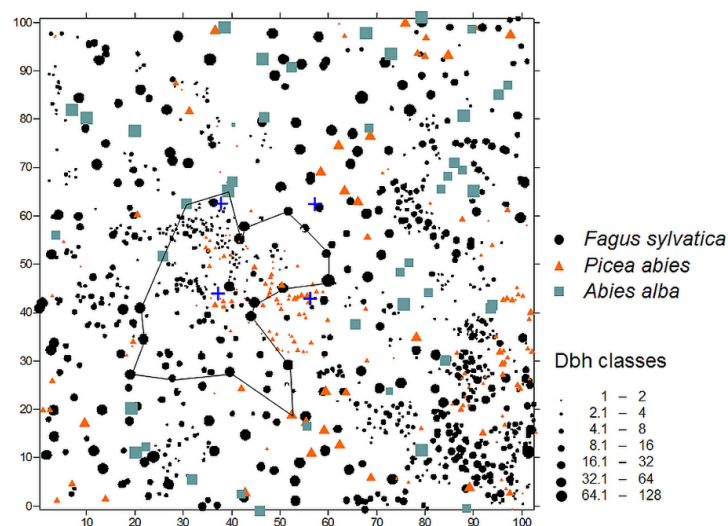 100
90
80
70
60
50
40
30
20
10
0
10 20 30 40 50 60 70 80 90 100
Fagus sylvatica
Picea abies
Abies alba
Dbh classes
1 – 2
2.1 – 4
4.1 – 8
8.1 – 16
16.1 – 32
32.1 – 64
64.1 – 128